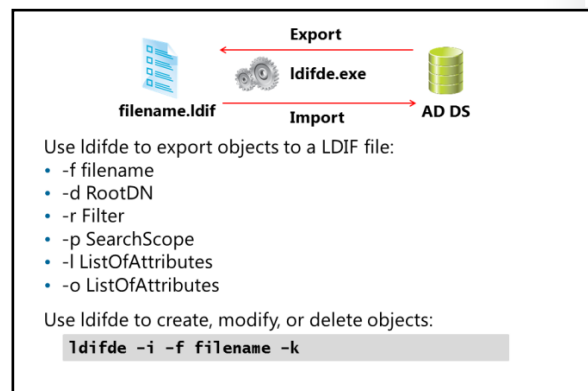 Export
ldifde.exe
filename.ldif
Import
AD DS
Use ldifde to export objects to a LDIF file:
• -f filename
• -d RootDN
• -r Filter
• -p SearchScope
• -l ListOfAttributes
• -o ListOfAttributes
Use ldifde to create, modify, or delete objects:
ldifde -i -f filename -k